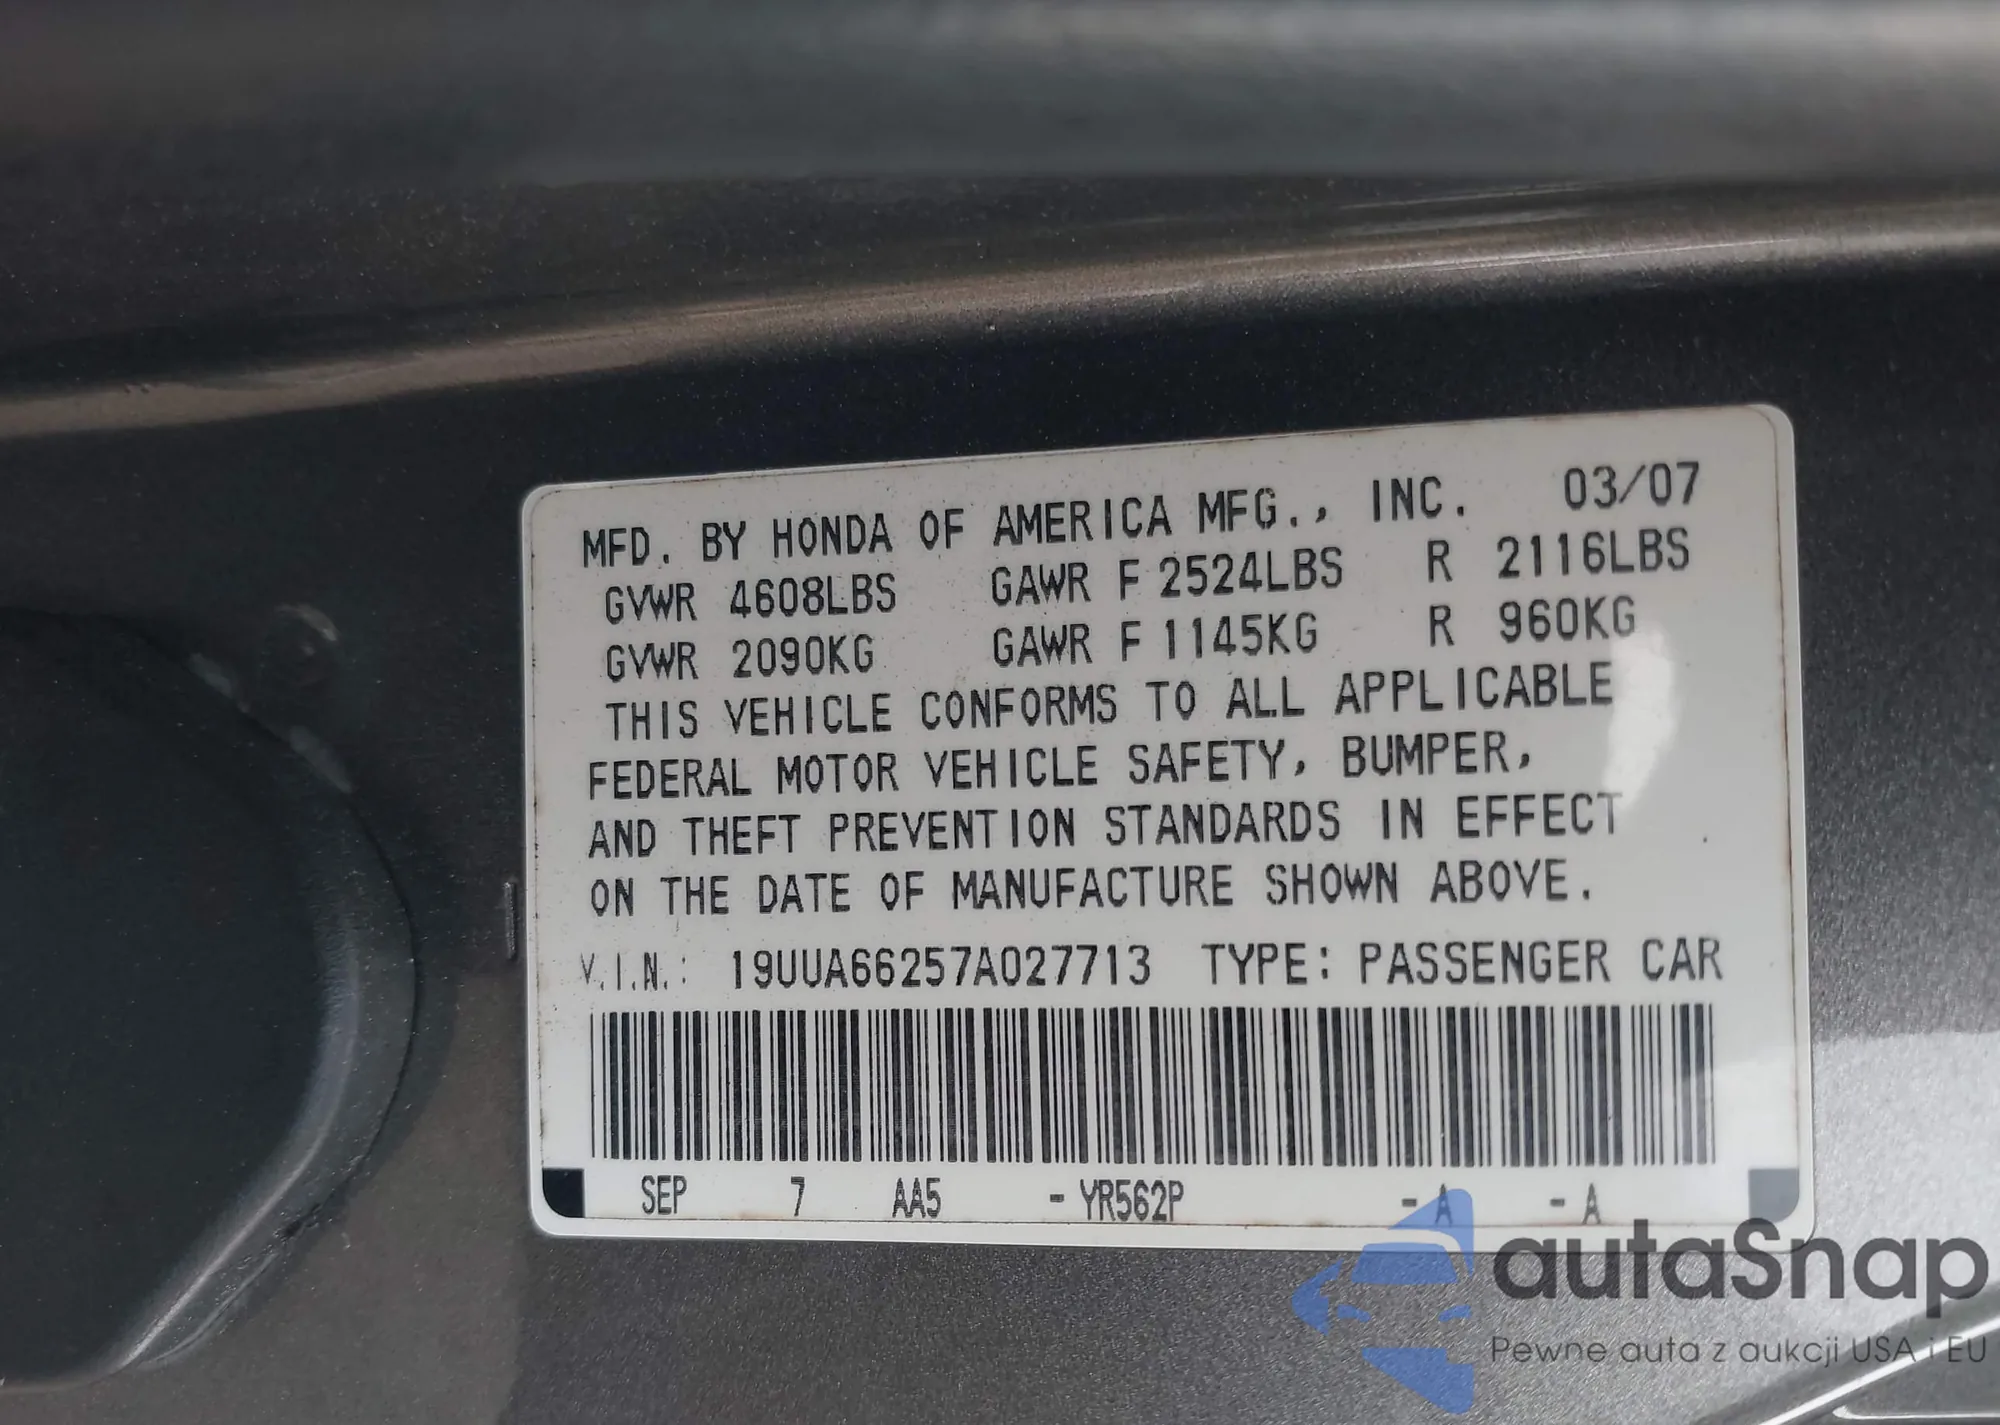 MFD. BY HONDA OF AMERICA MFG., INC. 03/07
GVWR 4608LBS GAWR F 2524LBS R 2116LBS
GVWR 2090KG GAWR F 1145KG R 960KG
THIS VEHICLE CONFORMS TO ALL APPLICABLE
FEDERAL MOTOR VEHICLE SAFETY, BUMPER,
AND THEFT PREVENTION STANDARDS IN EFFECT
ON THE DATE OF MANUFACTURE SHOWN ABOVE.
V.I.N.: 19UUA66257A027713 TYPE: PASSENGER CAR
SEP 7 AA5 - YR562P - A - A
autaSnap
Pewne auta z aukcji USA i EU